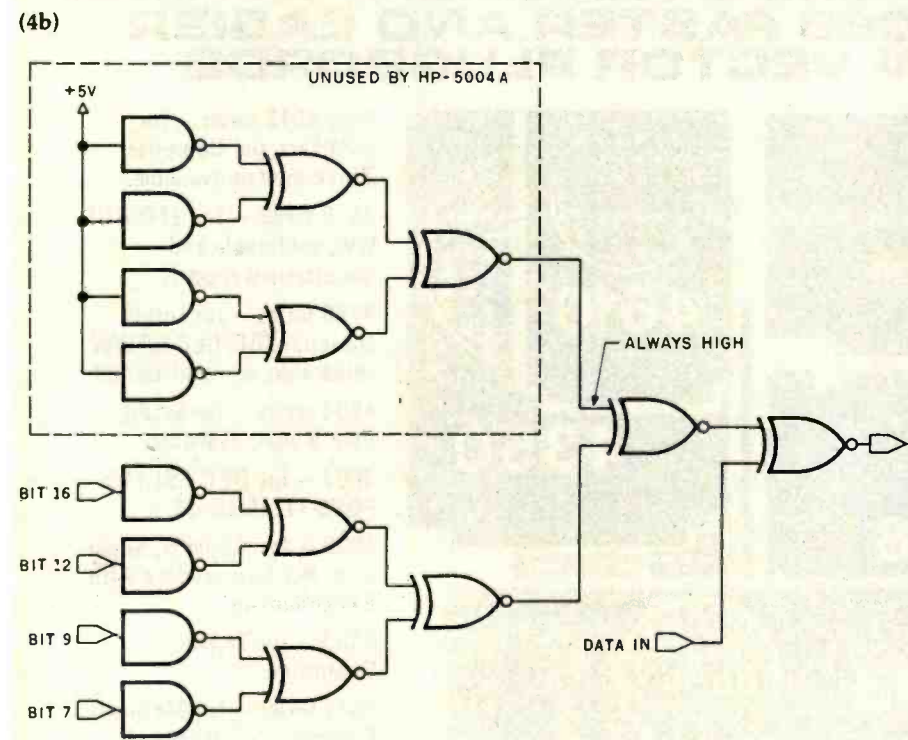 (4b)
UNUSED BY HP-5004A
+5V
ALWAYS HIGH
BIT 16
BIT 12
BIT 9
DATA IN
BIT 7